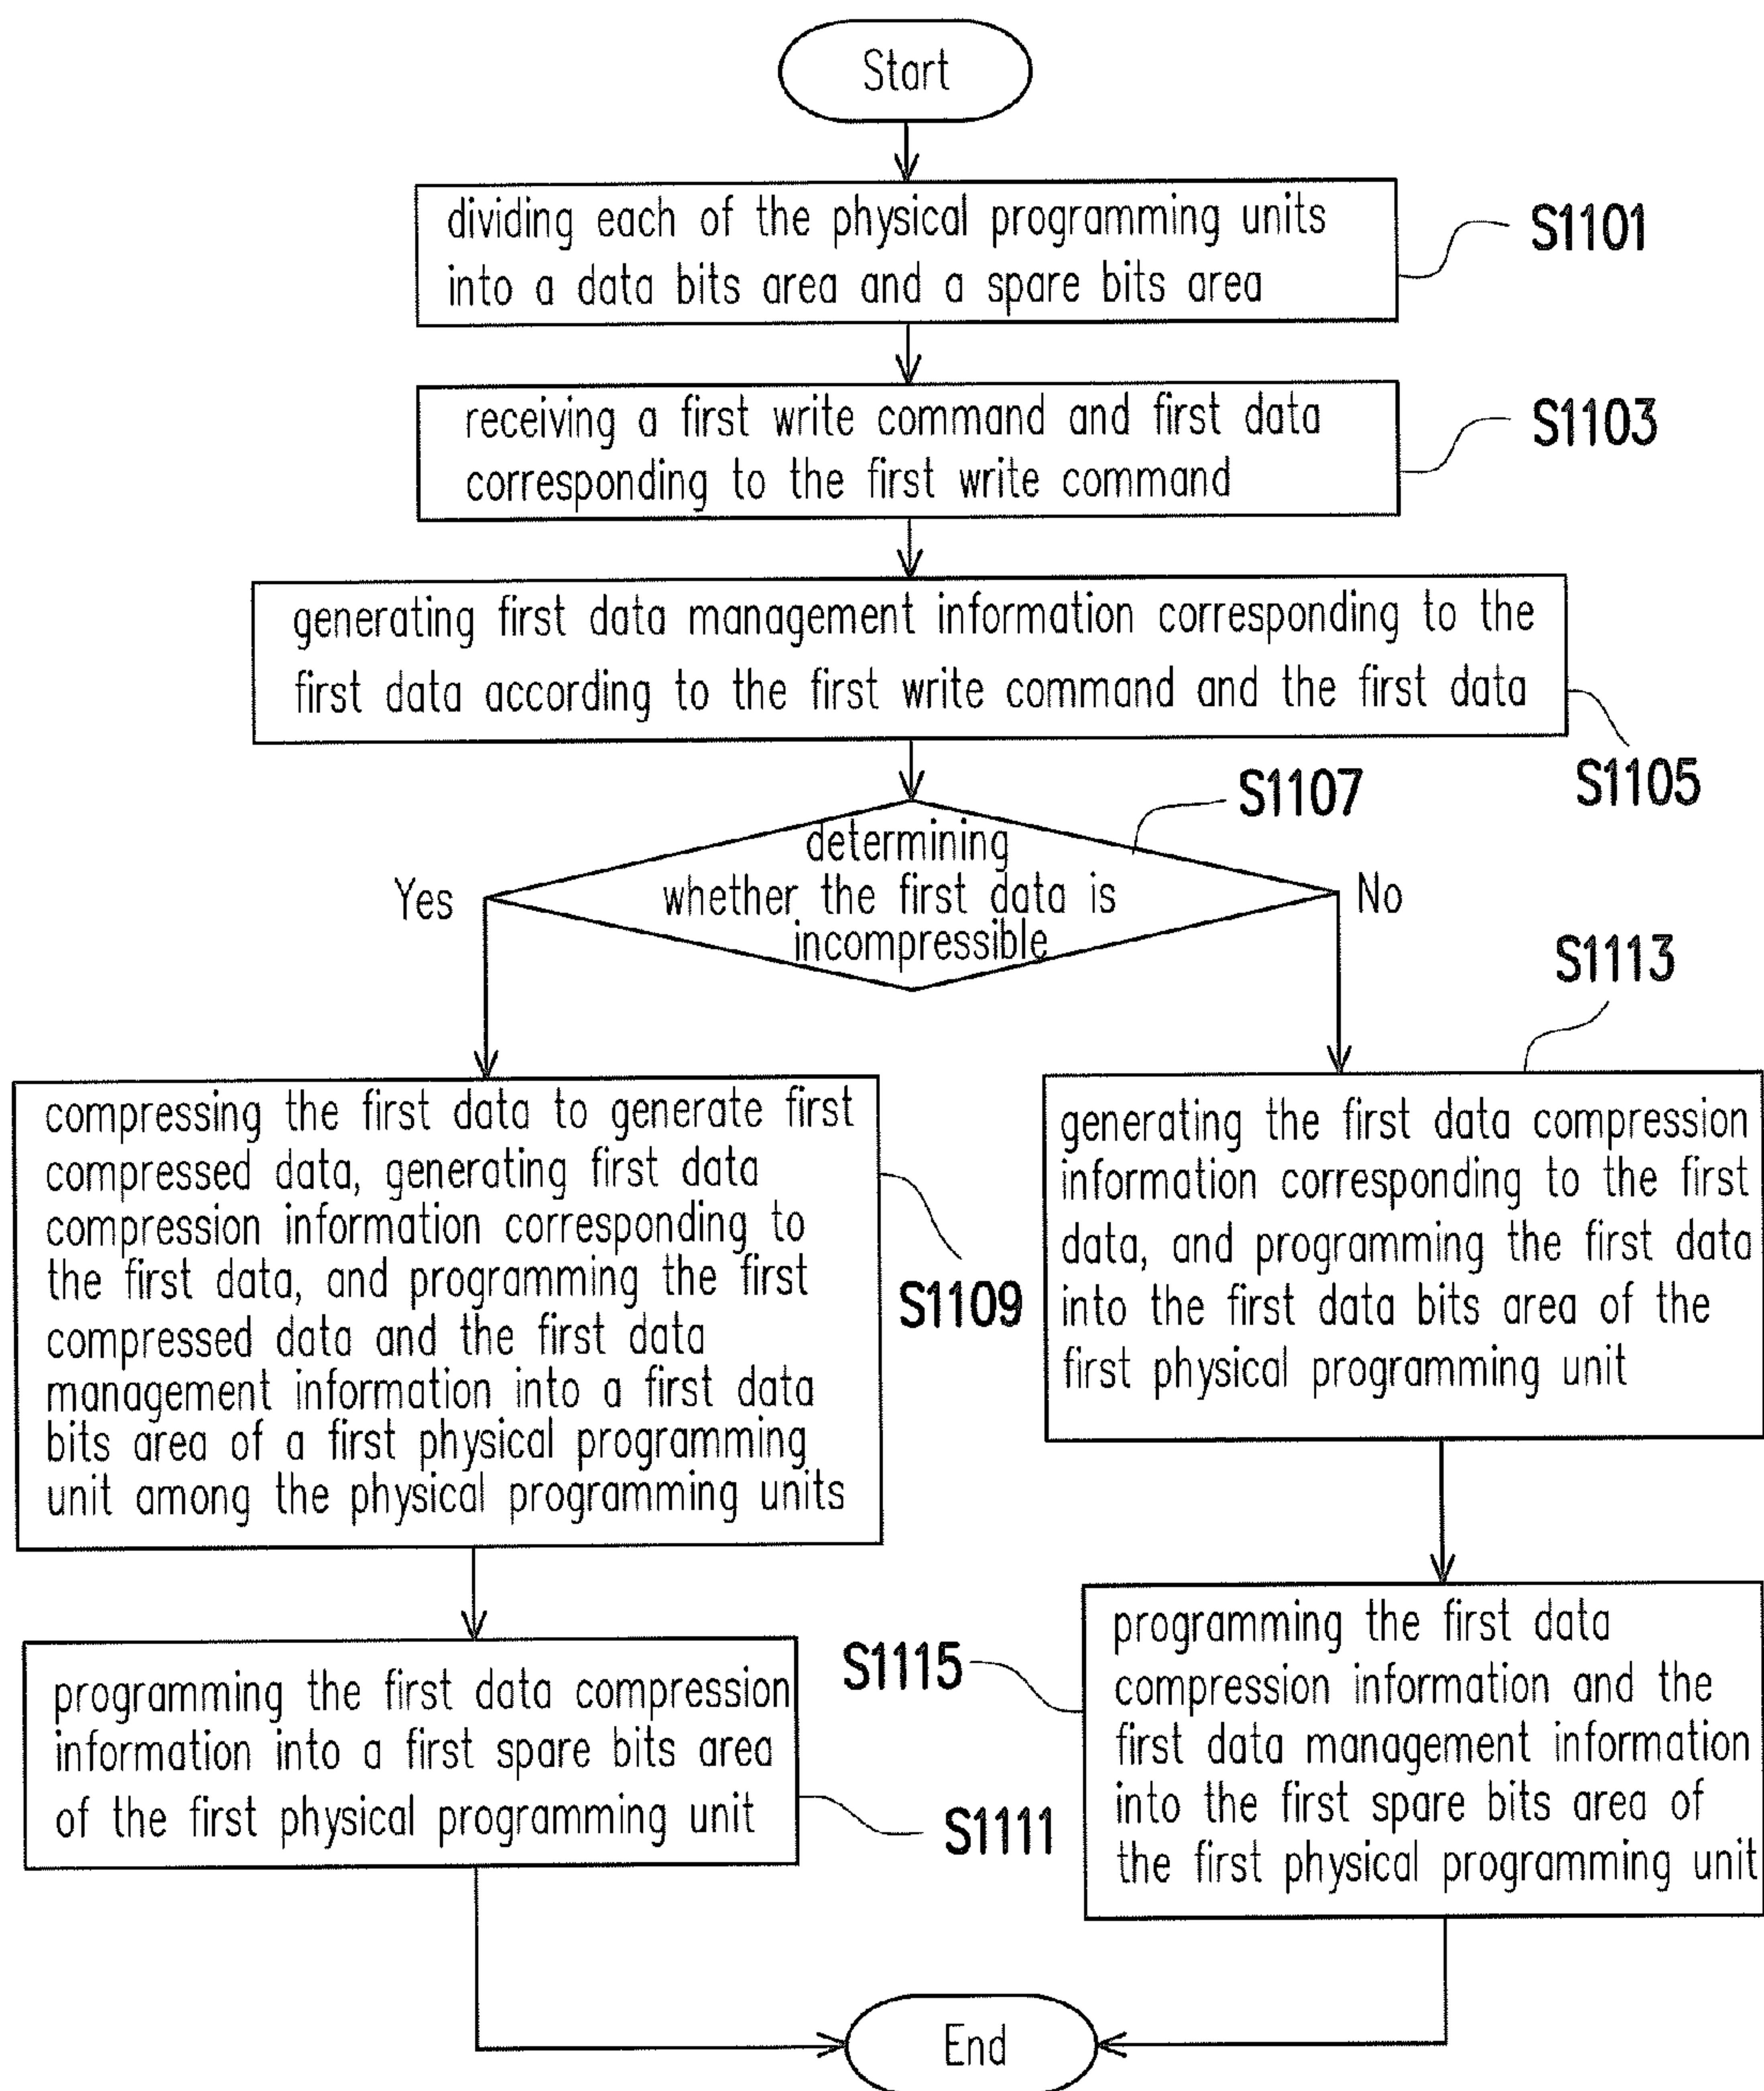 Start
dividing each of the physical programming units
into a data bits area and a spare bits area
S1101
receiving a first write command and first data
corresponding to the first write command
S1103
generating first data management information corresponding to the
first data according to the first write command and the first data
S1105
S1107
determining
whether the first data is
incompressible
Yes
No
S1113
compressing the first data to generate first
compressed data, generating first data
compression information corresponding to
the first data, and programming the first
compressed data and the first data
management information into a first data
bits area of a first physical programming
unit among the physical programming units
S1109
generating the first data compression
information corresponding to the first
data, and programming the first data
into the first data bits area of the
first physical programming unit
programming the first data compression
information into a first spare bits area
of the first physical programming unit
S1111
S1115
programming the first data
compression information and the
first data management information
into the first spare bits area of
the first physical programming unit
End